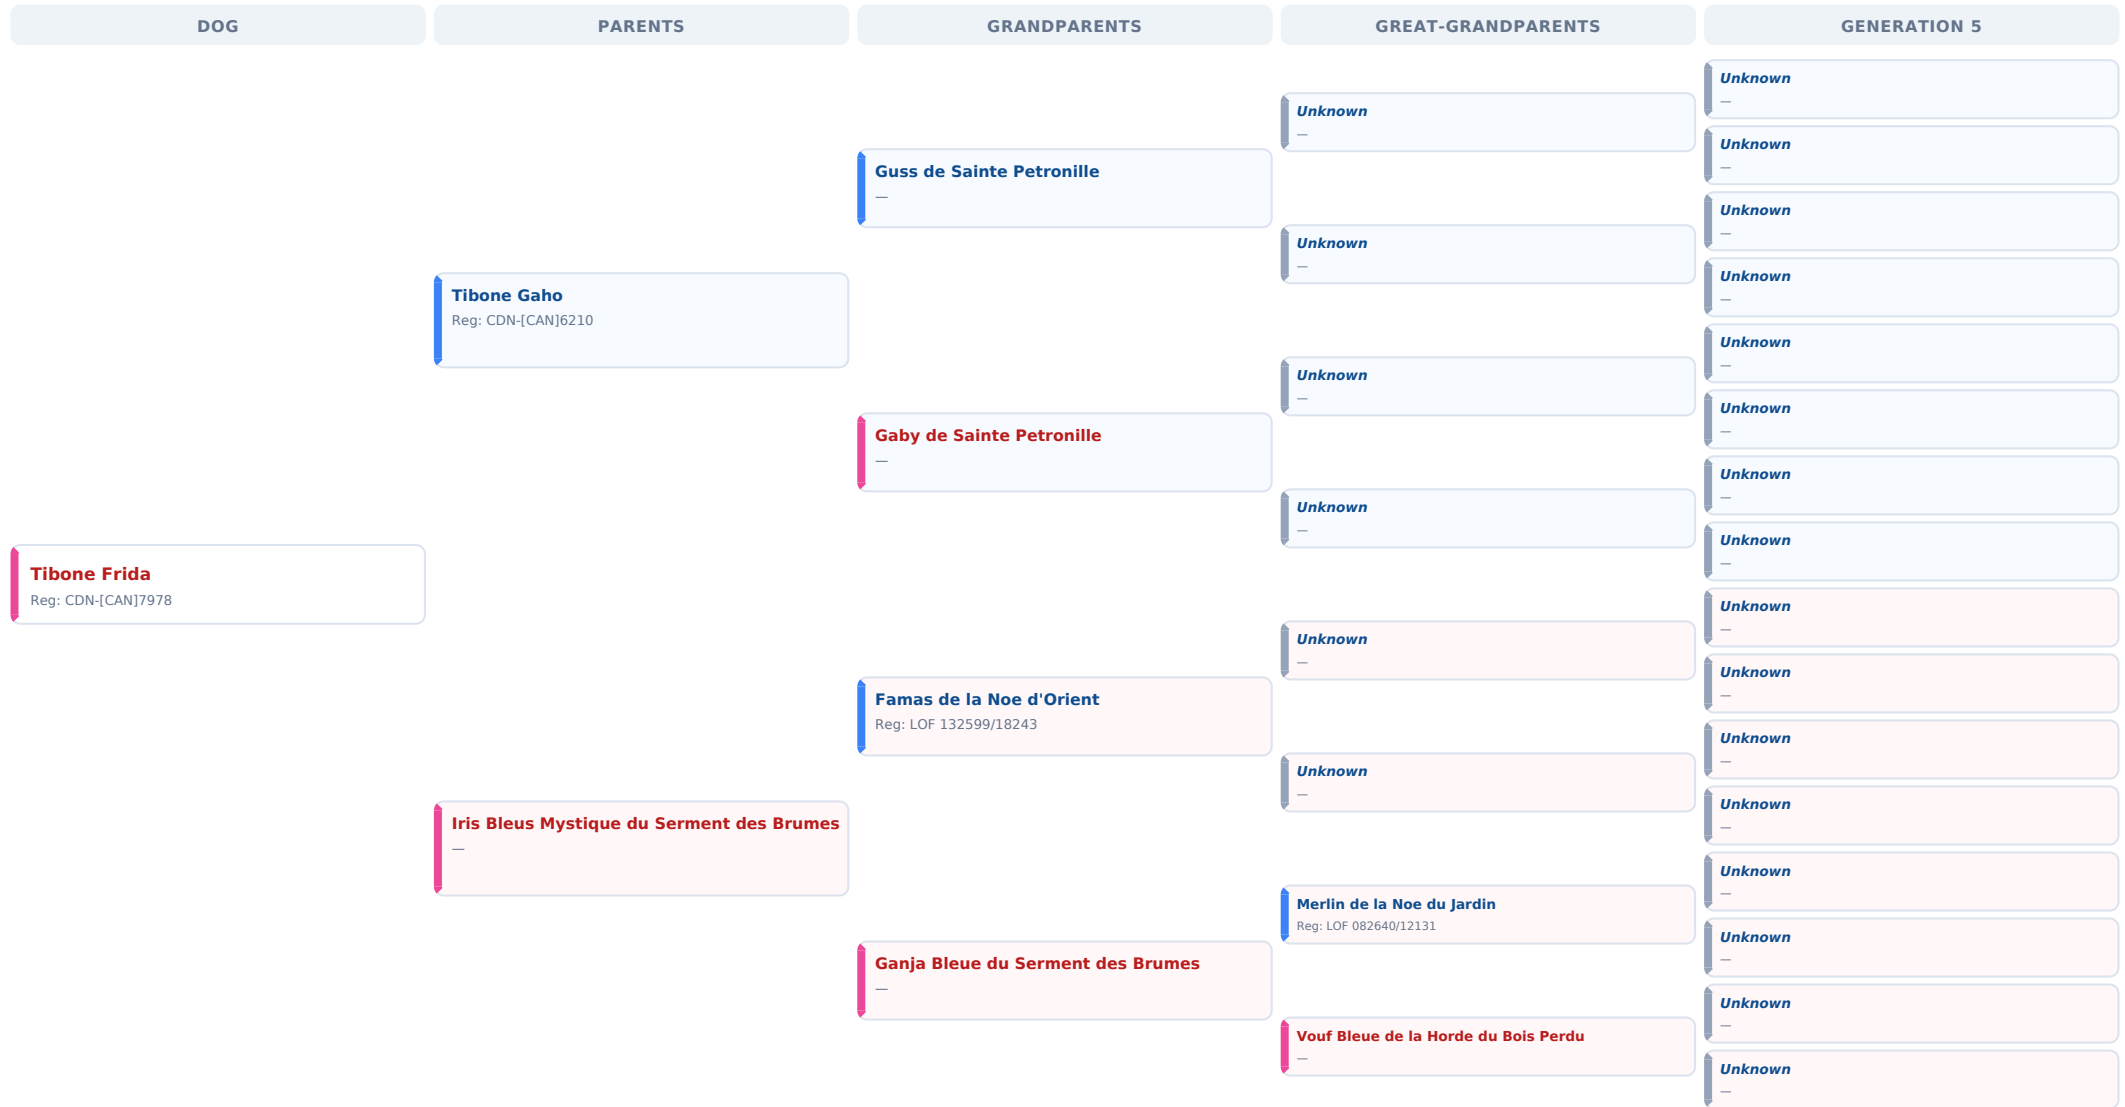 DOG
PARENTS
GRANDPARENTS
GREAT-GRANDPARENTS
GENERATION 5
Tibone Frida
Reg: CDN-[CAN]7978
Tibone Gaho
Reg: CDN-[CAN]6210
Iris Bleus Mystique du Serment des Brumes
—
Guss de Sainte Petronille
—
Gaby de Sainte Petronille
—
Famas de la Noe d'Orient
Reg: LOF 132599/18243
Ganja Bleue du Serment des Brumes
—
Unknown
—
Unknown
—
Unknown
—
Unknown
—
Unknown
—
Unknown
—
Merlin de la Noe du Jardin
Reg: LOF 082640/12131
Vouf Bleue de la Horde du Bois Perdu
—
Unknown
—
Unknown
—
Unknown
—
Unknown
—
Unknown
—
Unknown
—
Unknown
—
Unknown
—
Unknown
—
Unknown
—
Unknown
—
Unknown
—
Unknown
—
Unknown
—
Unknown
—
Unknown
—